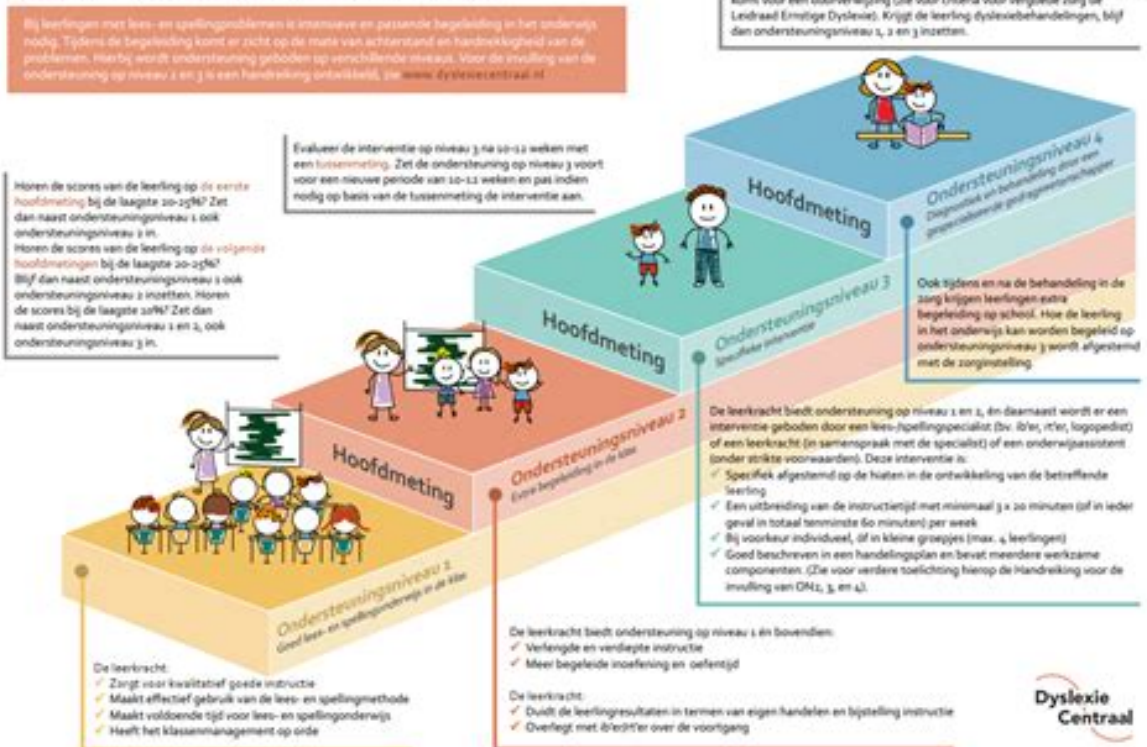 Bij leerlingen met lees- en spellingproblemen is intensieve en passende begeleiding in het onderwijs
nodig. Tijdens de begeleiding komt er zicht op de mate van achterstand en hardnekkigheid van de
problemen. Hierbij wordt ondersteuning geboden op verschillende niveaus. Voor de invulling van de
ondersteuning op niveau 2 en 3 is een handreiking ontwikkeld, zie www.dyslexiecentraal.nl
Leidraad Ernstige Dyslexie). Krijgt de leerling dyslexiebehandelingen, blijf
dan ondersteuningsniveau 1, 2 en 3 inzetten.
Evalueer de interventie op niveau 3 na 10-12 weken met
een tussenmeting. Zet de ondersteuning op niveau 3 voort
voor een nieuwe periode van 10-12 weken en pas indien
nodig op basis van de tussenmeting de interventie aan.
Horen de scores van de leerling op de eerste
hoofdmeting bij de laagste 20-25%? Zet
dan naast ondersteuningsniveau 1 ook
ondersteuningsniveau 2 in.
Horen de scores van de leerling op de volgende
hoofdmetingen bij de laagste 20-25%?
Blijf dan naast ondersteuningsniveau 1 ook
ondersteuningsniveau 2 inzetten. Horen
de scores bij de laagste 10%? Zet dan
naast ondersteuningsniveau 1 en 2, ook
ondersteuningsniveau 3 in.
Hoofdmeting
Ondersteuningsniveau 4
Diagnostiek en behandeling door een
gespecialiseerde gedragswetenschapper
Ook tijdens en na de behandeling in de
zorg krijgen leerlingen extra
begeleiding op school. Hoe de leerling
in het onderwijs kan worden begeleid op
ondersteuningsniveau 3 wordt afgestemd
met de zorginstelling.
Hoofdmeting
Ondersteuningsniveau 3
Specifieke interventie
De leerkracht biedt ondersteuning op niveau 1 en 2, én daarnaast wordt er een
interventie geboden door een lees-/spellingspecialist (bv. ib'er, rt'er, logopedist)
of een leerkracht (in samenspraak met de specialist) of een onderwijsassistent
(onder strikte voorwaarden). Deze interventie is:
✓ Specifiek afgestemd op de hiaten in de ontwikkeling van de betreffende
leerling
✓ Een uitbreiding van de instructietijd met minimaal 3 x 20 minuten (of in ieder
geval in totaal tenminste 60 minuten) per week
✓ Bij voorkeur individueel, óf in kleine groepjes (max. 4 leerlingen)
✓ Goed beschreven in een handelingsplan en bevat meerdere werkzame
componenten. (Zie voor verdere toelichting hierop de Handreiking voor de
invulling van ON2, 3, en 4).
Hoofdmeting
Ondersteuningsniveau 2
Extra begeleiding in de klas
De leerkracht biedt ondersteuning op niveau 1 én bovendien:
✓ Verlengde en verdiepte instructie
✓ Meer begeleide inoefening en oefentijd
De leerkracht:
✓ Duidt de leerlingresultaten in termen van eigen handelen en bijstelling instructie
✓ Overlegt met ib'er/rt'er over de voortgang
Ondersteuningsniveau 1
Goed lees- en spellingonderwijs in de klas
De leerkracht:
✓ Zorgt voor kwalitatief goede instructie
✓ Maakt effectief gebruik van de lees- en spellingmethode
✓ Maakt voldoende tijd voor lees- en spellingonderwijs
✓ Heeft het klassenmanagement op orde
Dyslexie
Centraal